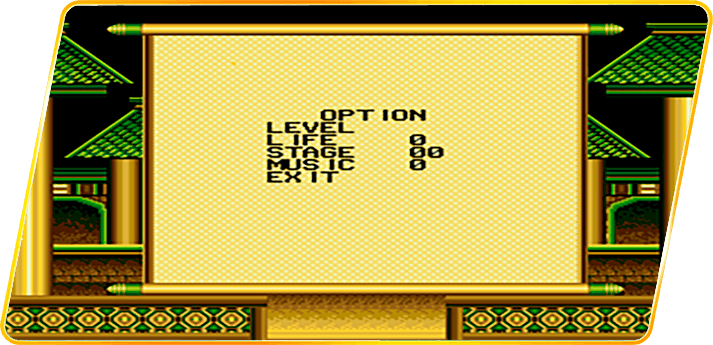 OPTION
LEVEL
LIFE 0
STAGE 00
MUSIC 0
EXIT